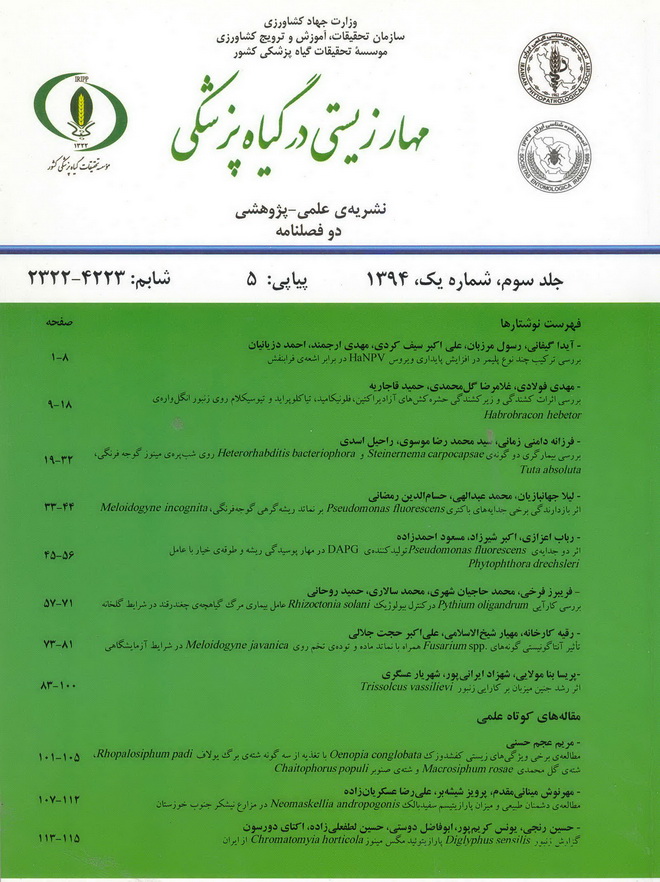 وزارت جهاد کشاورزی
سازمان تحقیقات، آموزش و ترویج کشاورزی
موسسهٔ تحقیقات گیاه پزشکی کشور
IRIPP
۱۳۲۲
مؤسسه تحقیقات گیاه پزشکی کشور
مهار زیستی در گیاه پزشکی
نشریه‌ی علمی-پژوهشی
دو فصلنامه
جلد سوم، شماره یک، ۱۳۹۴
پیاپی: ۵
شاپم: ۴۲۲۳-۲۳۲۲
فهرست نوشتارها
صفحه
- آیدا گیفانی، رسول مرزبان، علی اکبر سیف کردی، مهدی ارجمند، احمد دزیانیان
بررسی ترکیب چند نوع پلیمر در افزایش پایداری ویروس HaNPV در برابر اشعه‌ی فرابنفش
۱-۸
- مهدی فولادی، غلامرضا گل‌محمدی، حمید قاجاریه
بررسی اثرات کشندگی و زیرکشندگی حشره‌کش‌های آزادیراکتین، فلونیکامید، تیاکلوپراید و تیوسیکلام روی زنبور انگل‌واره‌ی
Habrobracon hebetor
۹-۱۸
- فرزانه دامنی زمانی، سید محمد رضا موسوی، راحیل اسدی
بررسی بیمارگری دو گونه‌ی Steinernema carpocapsae و Heterorhabditis bacteriophora روی شب‌پره‌ی مینوز گوجه فرنگی،
Tuta absoluta
۱۹-۳۲
- لیلا جهانبازیان، محمد عبدالهی، حسام‌الدین رمضانی
اثر بازدارندگی برخی جدایه‌های باکتری Pseudomonas fluorescens بر نماتد ریشه‌گرهی گوجه‌فرنگی، Meloidogyne incognita
۳۳-۴۴
- رباب اعزازی، اکبر شیرزاد، مسعود احمدزاده
اثر دو جدایه‌ی Pseudomonas fluorescens تولیدکننده‌ی DAPG در مهار پوسیدگی ریشه و طوقه‌ی خیار با عامل
Phytophthora drechsleri
۴۵-۵۶
- فریبرز فرخی، محمد حاجیان شهری، محمد سالاری، حمید روحانی
بررسی کارآیی Pythium oligandrum در کنترل بیولوژیک Rhizoctonia solani عامل بیماری مرگ گیاهچه‌ی چغندرقند در شرایط گلخانه
۵۷-۷۱
- رقیه کارخانه، مهیار شیخ‌الاسلامی، علی‌اکبر حجت جلالی
تأثیر آنتاگونیستی گونه‌های Fusarium spp. همراه با نماتد ماده و توده‌ی تخم روی Meloidogyne javanica در شرایط آزمایشگاهی
۷۳-۸۱
-پریسا بنا مولایی، شهزاد ایرانی‌پور، شهریار عسگری
اثر رشد جنین میزبان بر کارایی زنبور Trissolcus vassilievi
۸۳-۱۰۰
مقاله‌های کوتاه علمی
- مریم عجم حسنی
مطالعه‌ی برخی ویژگی‌های زیستی کفشدوزک Oenopia conglobata با تغذیه از سه گونه شته‌ی برگ یولاف Rhopalosiphum padi،
شته‌ی گل محمدی Macrosiphum rosae و شته‌ی صنوبر Chaitophorus populi
۱۰۱-۱۰۵
- مهرنوش مینائی‌مقدم، پرویز شیشه‌بر، علی‌رضا عسکریان‌زاده
مطالعه‌ی دشمنان طبیعی و میزان پارازیتیسم سفیدبالک Neomaskellia andropogonis در مزارع نیشکر جنوب خوزستان
۱۰۷-۱۱۲
- حسین رنجی، یونس کریم‌پور، ابوفاضل دوستی، حسین لطفعلی‌زاده، اکتای دورسون
گزارش زنبور Diglyphus sensilis پارازیتوئید مگس مینوز Chromatomyia horticola از ایران
۱۱۳-۱۱۵